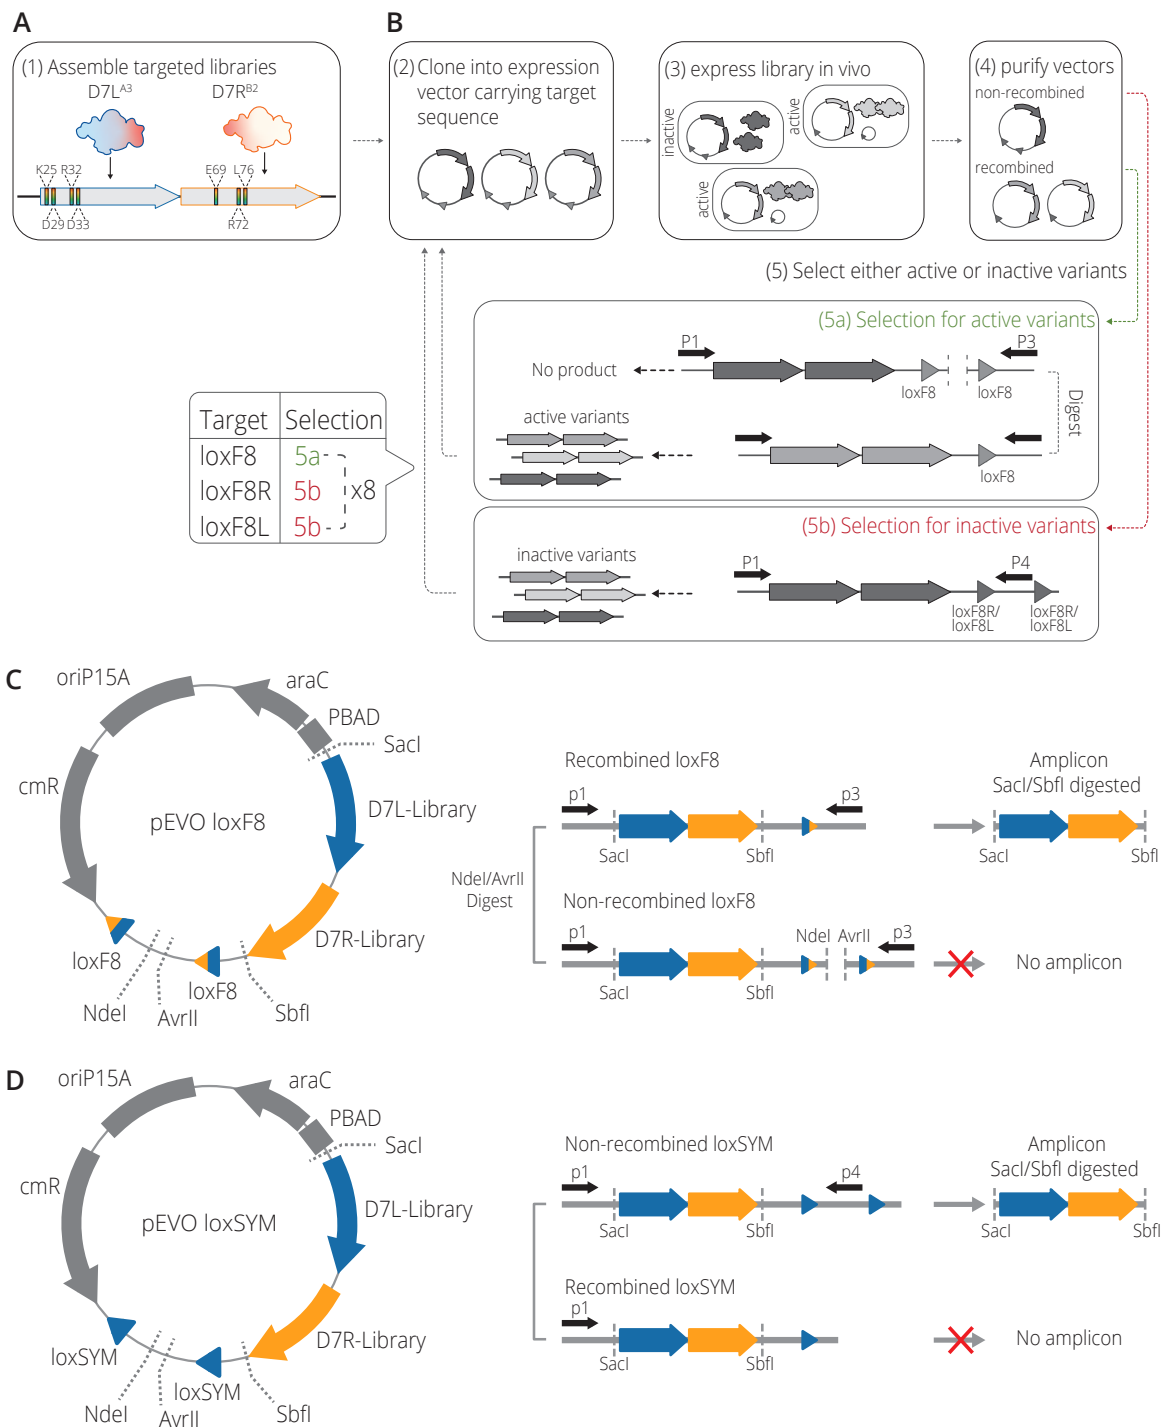 A
(1) Assemble targeted libraries
D7L^A3
D7R^B2
K25 R32
E69 L76
D29 D33
R72
B
(2) Clone into expression
vector carrying target
sequence
(3) express library in vivo
inactive
active
active
(4) purify vectors
non-recombined
recombined
(5) Select either active or inactive variants
(5a) Selection for active variants
P1
P3
No product
loxF8
loxF8
Digest
active variants
loxF8
Target Selection
loxF8 5a
loxF8R 5b x8
loxF8L 5b
(5b) Selection for inactive variants
inactive variants
P1
P4
loxF8R/
loxF8L
loxF8R/
loxF8L
C
oriP15A
araC
PBAD
SacI
cmR
pEVO loxF8
D7L-Library
D7R-Library
loxF8
loxF8
NdeI
AvrII
SbfI
Recombined loxF8
p1
p3
SacI
SbfI
Amplicon
SacI/SbfI digested
SacI
SbfI
NdeI/AvrII
Digest
Non-recombined loxF8
p1
NdeI AvrII
p3
SacI
SbfI
No amplicon
D
oriP15A
araC
PBAD
SacI
cmR
pEVO loxSYM
D7L-Library
D7R-Library
loxSYM
loxSYM
NdeI
AvrII
SbfI
Non-recombined loxSYM
p1
p4
SacI
SbfI
Amplicon
SacI/SbfI digested
SacI
SbfI
Recombined loxSYM
p1
SacI
SbfI
No amplicon